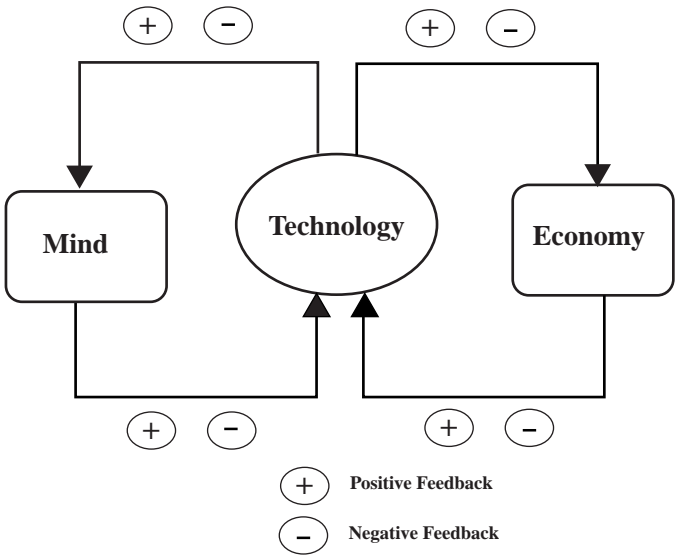 + − + −
Mind
Technology
Economy
+ − + −
+ Positive Feedback
− Negative Feedback